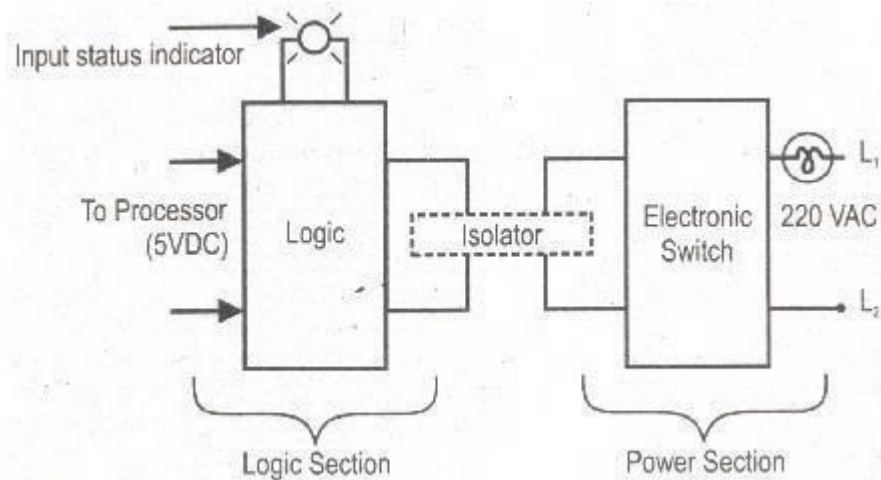 Input status indicator
To Processor
(5VDC)
Logic
Isolator
Electronic
Switch
L₁
220 VAC
L₂
Logic Section
Power Section